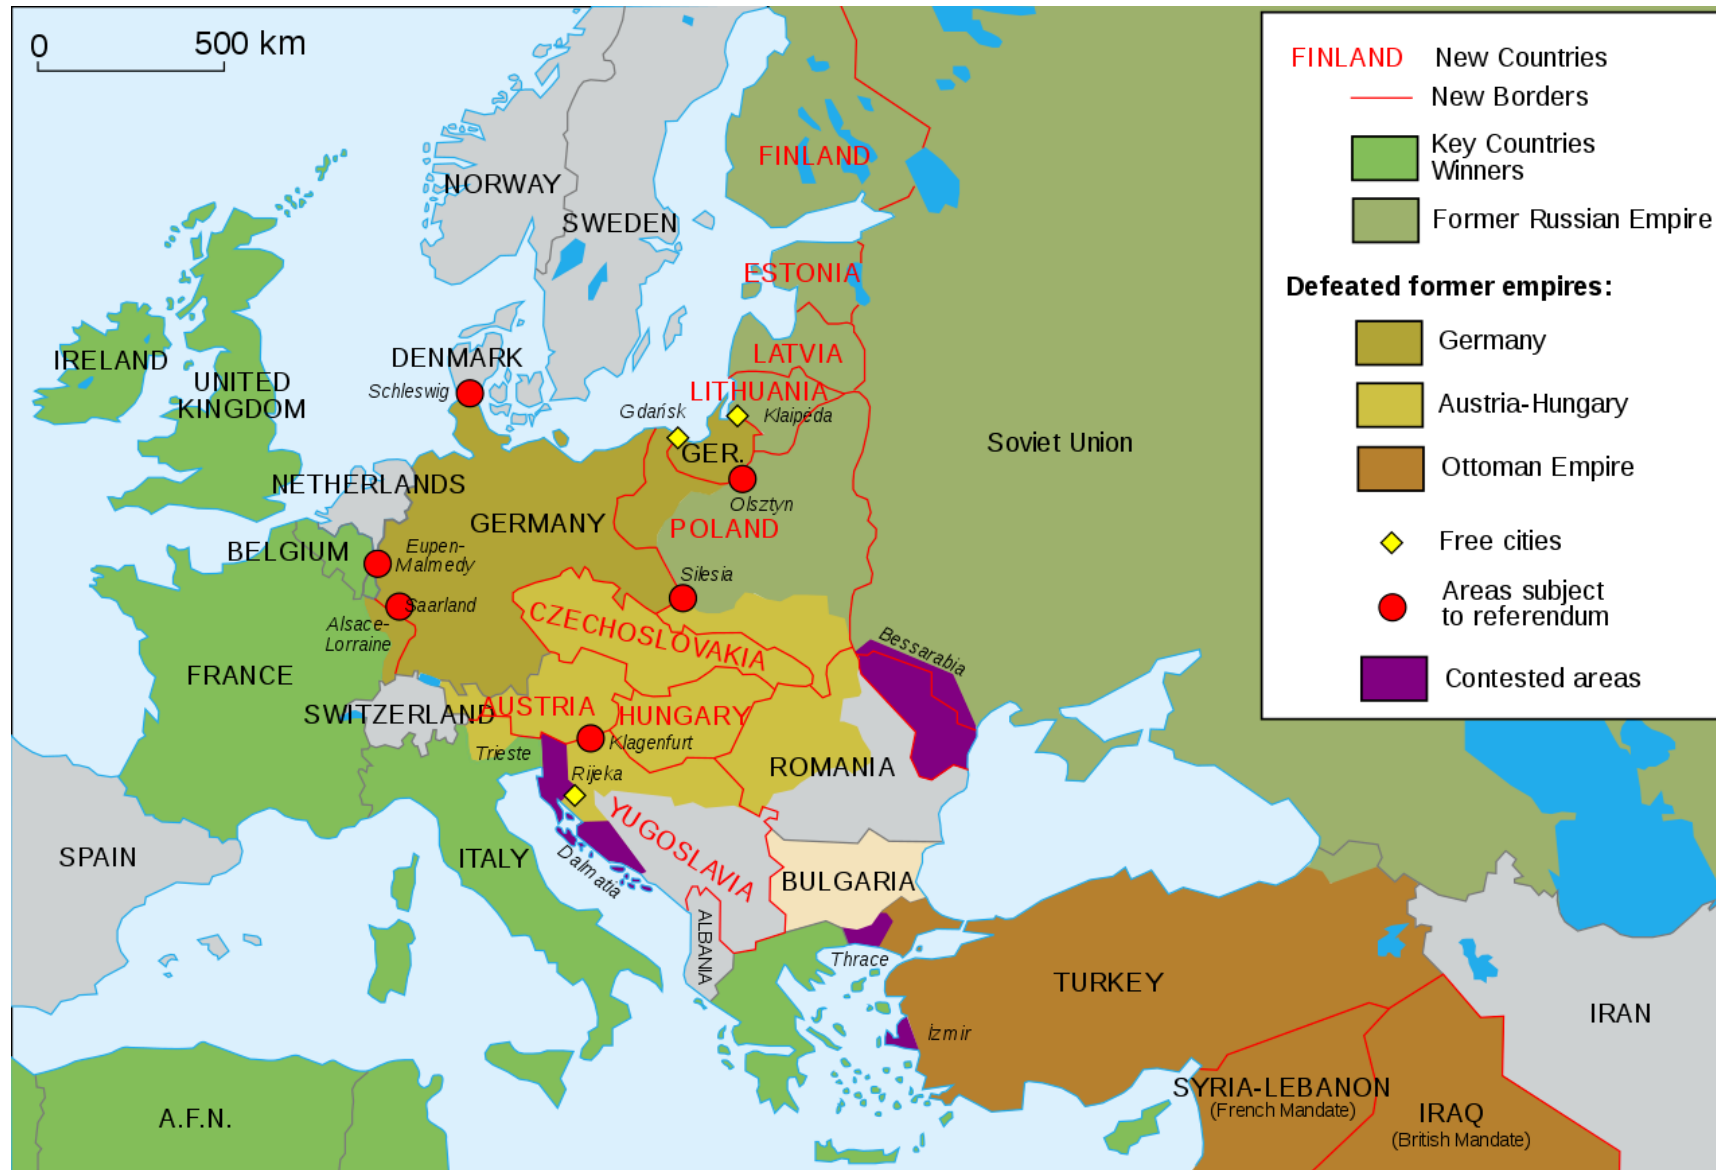 0
500 km
FINLAND New Countries
New Borders
Key Countries
Winners
Former Russian Empire
Defeated former empires:
Germany
Austria-Hungary
Ottoman Empire
Free cities
Areas subject
to referendum
Contested areas
NORWAY
SWEDEN
FINLAND
ESTONIA
LATVIA
LITHUANIA
Klaipėda
IRELAND
UNITED
KINGDOM
DENMARK
Schleswig
Gdańsk
GER.
Olsztyn
Soviet Union
NETHERLANDS
GERMANY
POLAND
BELGIUM
Eupen-
Malmedy
Silesia
Saarland
Alsace-
Lorraine
CZECHOSLOVAKIA
Bessarabia
FRANCE
SWITZERLAND
AUSTRIA
HUNGARY
Klagenfurt
Trieste
Rijeka
ROMANIA
YUGOSLAVIA
SPAIN
ITALY
Dalmatia
BULGARIA
ALBANIA
Thrace
TURKEY
IRAN
İzmir
A.F.N.
SYRIA-LEBANON
(French Mandate)
IRAQ
(British Mandate)